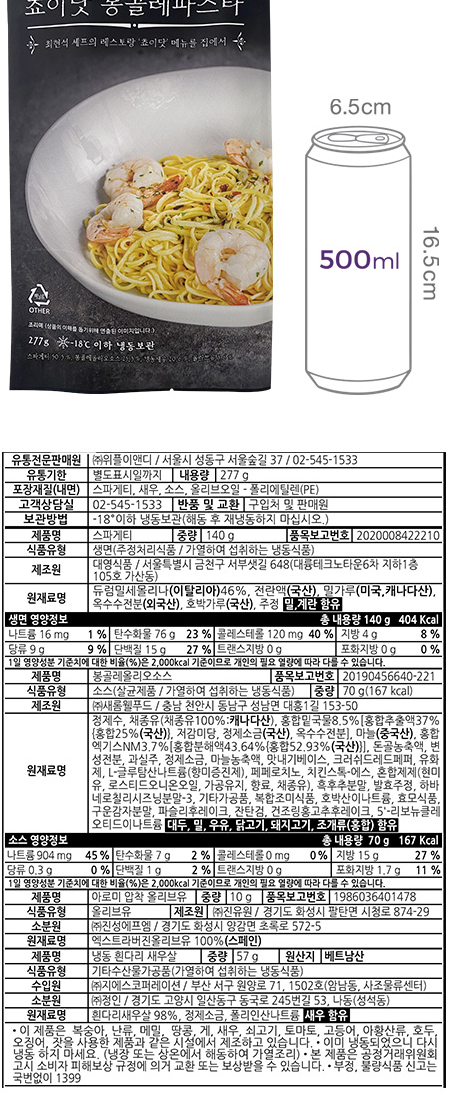 쵸이닷 봉골레파스타
최현석 셰프의 레스토랑 '쵸이닷' 메뉴를 집에서
6.5cm
500ml
16.5cm
OTHER
조리예 (상품의 이해를 돕기위해 연출된 이미지입니다.)
277g -18℃ 이하 냉동보관
유통전문판매원 ㈜위플이앤디 / 서울시 성동구 서울숲길 37 / 02-545-1533
유통기한 별도표시일까지 내용량 277 g
포장재질(내면) 스파게티, 새우, 소스, 올리브오일 - 폴리에틸렌(PE)
고객상담실 02-545-1533 반품 및 교환 구입처 및 판매원
보관방법 -18°이하 냉동보관(해동 후 재냉동하지 마십시오.)
제품명 스파게티 중량 140 g 품목보고번호 2020008422210
식품유형 생면(주정처리식품 / 가열하여 섭취하는 냉동식품)
제조원 대영식품 / 서울특별시 금천구 서부샛길 648(대륭테크노타운6차 지하1층
105호 가산동)
원재료명 듀럼밀세몰리나(이탈리아)46%, 전란액(국산), 밀가루(미국,캐나다산),
옥수수전분(외국산), 호박가루(국산), 주정 밀,계란 함유
생면 영양정보 총 내용량 140 g 404 Kcal
나트륨 16 mg 1 % 탄수화물 76 g 23 % 콜레스테롤 120 mg 40 % 지방 4 g 8 %
당류 9 g 9 % 단백질 15 g 27 % 트랜스지방 0 g 포화지방 0 g 0 %
1일 영양성분 기준치에 대한 비율(%)은 2,000kcal 기준이므로 개인의 필요 열량에 따라 다를 수 있습니다.
제품명 봉골레올리오소스 품목보고번호 20190456640-221
식품유형 소스(살균제품 / 가열하여 섭취하는 냉동식품) 중량 70 g(167 kcal)
제조원 ㈜새롬웰푸드 / 충남 천안시 동남구 성남면 대흥1길 153-50
원재료명 정제수, 채종유(채종유100%:캐나다산), 혼합밑국물8.5%[혼합추출액37%
{혼합25%(국산)}, 저감미당, 정제소금(국산), 옥수수전분], 마늘(중국산), 혼합
엑기스NM3.7%[혼합분해액43.64%{혼합52.93%(국산)}], 돈골농축액, 변
성전분, 과실주, 정제소금, 마늘농축액, 맛내기베이스, 크러쉬드레드페퍼, 유화
제, L-글루탐산나트륨(향미증진제), 페페로치노, 치킨스톡-에스, 혼합제제(현미
유, 로스티드오니온오일, 가공유지, 향료, 채종유), 흑후추분말, 발효주정, 하바
네로칠리시즈닝분말-3, 기타가공품, 복합조미식품, 호박산이나트륨, 효모식품,
구운감자분말, 파슬리후레이크, 잔탄검, 건조링홍고추후레이크, 5'-리보뉴클레
오티드이나트륨 대두, 밀, 우유, 닭고기, 돼지고기, 조개류(홍합) 함유
소스 영양정보 총 내용량 70 g 167 Kcal
나트륨 904 mg 45 % 탄수화물 7 g 2 % 콜레스테롤 0 mg 0 % 지방 15 g 27 %
당류 0.3 g 0 % 단백질 1 g 2 % 트랜스지방 0 g 포화지방 1.7 g 11 %
1일 영양성분 기준치에 대한 비율(%)은 2,000kcal 기준이므로 개인의 필요 열량에 따라 다를 수 있습니다.
제품명 아로미 압착 올리브유 중량 10 g 품목보고번호 1986036401478
식품유형 올리브유 제조원 ㈜진유원 / 경기도 화성시 팔탄면 시청로 874-29
소분원 ㈜진성에프엠 / 경기도 화성시 양감면 초록로 572-5
원재료명 엑스트라버진올리브유 100%(스페인)
제품명 냉동 흰다리 새우살 중량 57 g 원산지 베트남산
식품유형 기타수산물가공품(가열하여 섭취하는 냉동식품)
수입원 ㈜지에스코퍼레이션 / 부산 서구 원양로 71, 1502호(암남동, 사조물류센터)
소분원 ㈜정인 / 경기도 고양시 일산동구 동국로 245번길 53, 나동(성석동)
원재료명 흰다리새우살 98%, 정제소금, 폴리인산나트륨 새우 함유
• 이 제품은 복숭아, 난류, 메밀, 땅콩, 게, 새우, 쇠고기, 토마토, 고등어, 아황산류, 호두,
오징어, 잣을 사용한 제품과 같은 시설에서 제조하고 있습니다. • 이미 냉동되었으니 다시
냉동 하지 마세요. (냉장 또는 상온에서 해동하여 가열조리) • 본 제품은 공정거래위원회
고시 소비자 피해보상 규정에 의거 교환 또는 보상받을 수 있습니다. • 부정, 불량식품 신고는
국번없이 1399